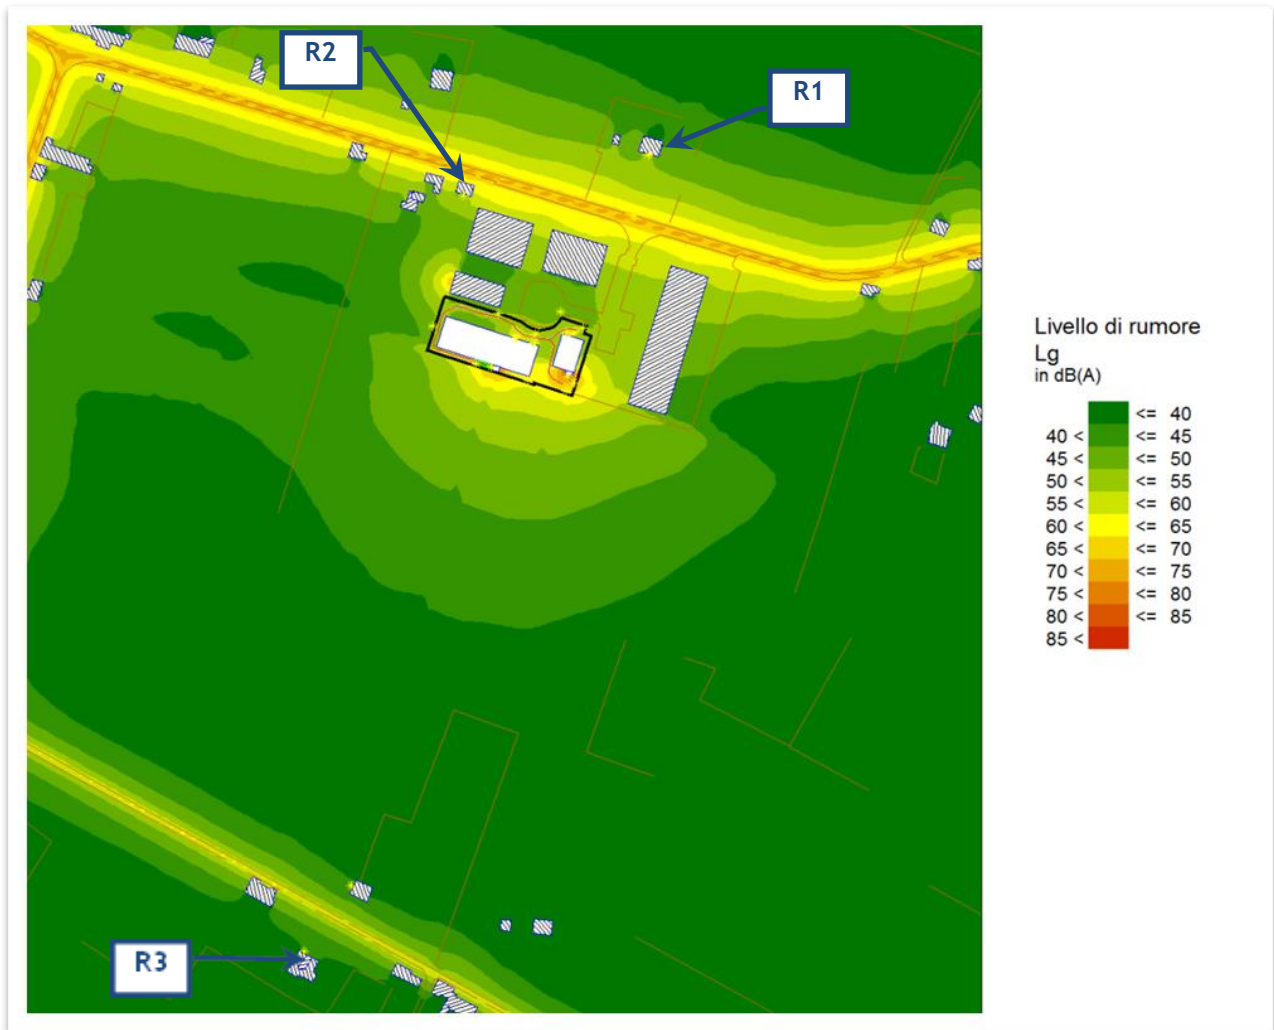 R2
R1
R3
Livello di rumore
Lg
in dB(A)
<= 40
40 < <= 45
45 < <= 50
50 < <= 55
55 < <= 60
60 < <= 65
65 < <= 70
70 < <= 75
75 < <= 80
80 < <= 85
85 <